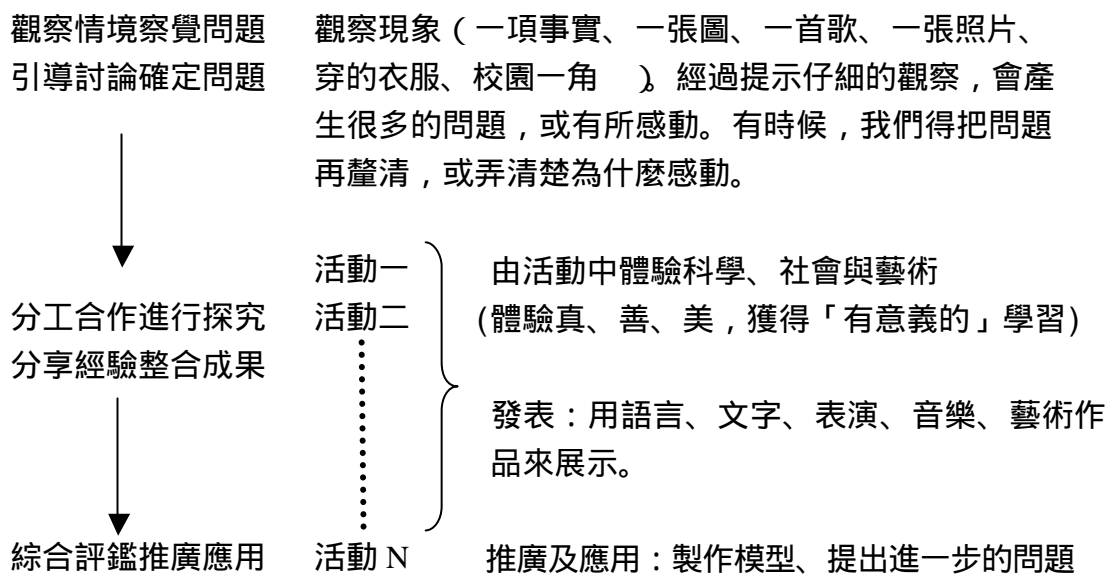 觀察情境察覺問題
引導討論確定問題
觀察現象（一項事實、一張圖、一首歌、一張照片、
穿的衣服、校園一角　）。經過提示仔細的觀察，會產
生很多的問題，或有所感動。有時候，我們得把問題
再釐清，或弄清楚為什麼感動。
分工合作進行探究
分享經驗整合成果
活動一
活動二
由活動中體驗科學、社會與藝術
(體驗真、善、美，獲得「有意義的」學習)
發表：用語言、文字、表演、音樂、藝術作
品來展示。
綜合評鑑推廣應用
活動 N
推廣及應用：製作模型、提出進一步的問題